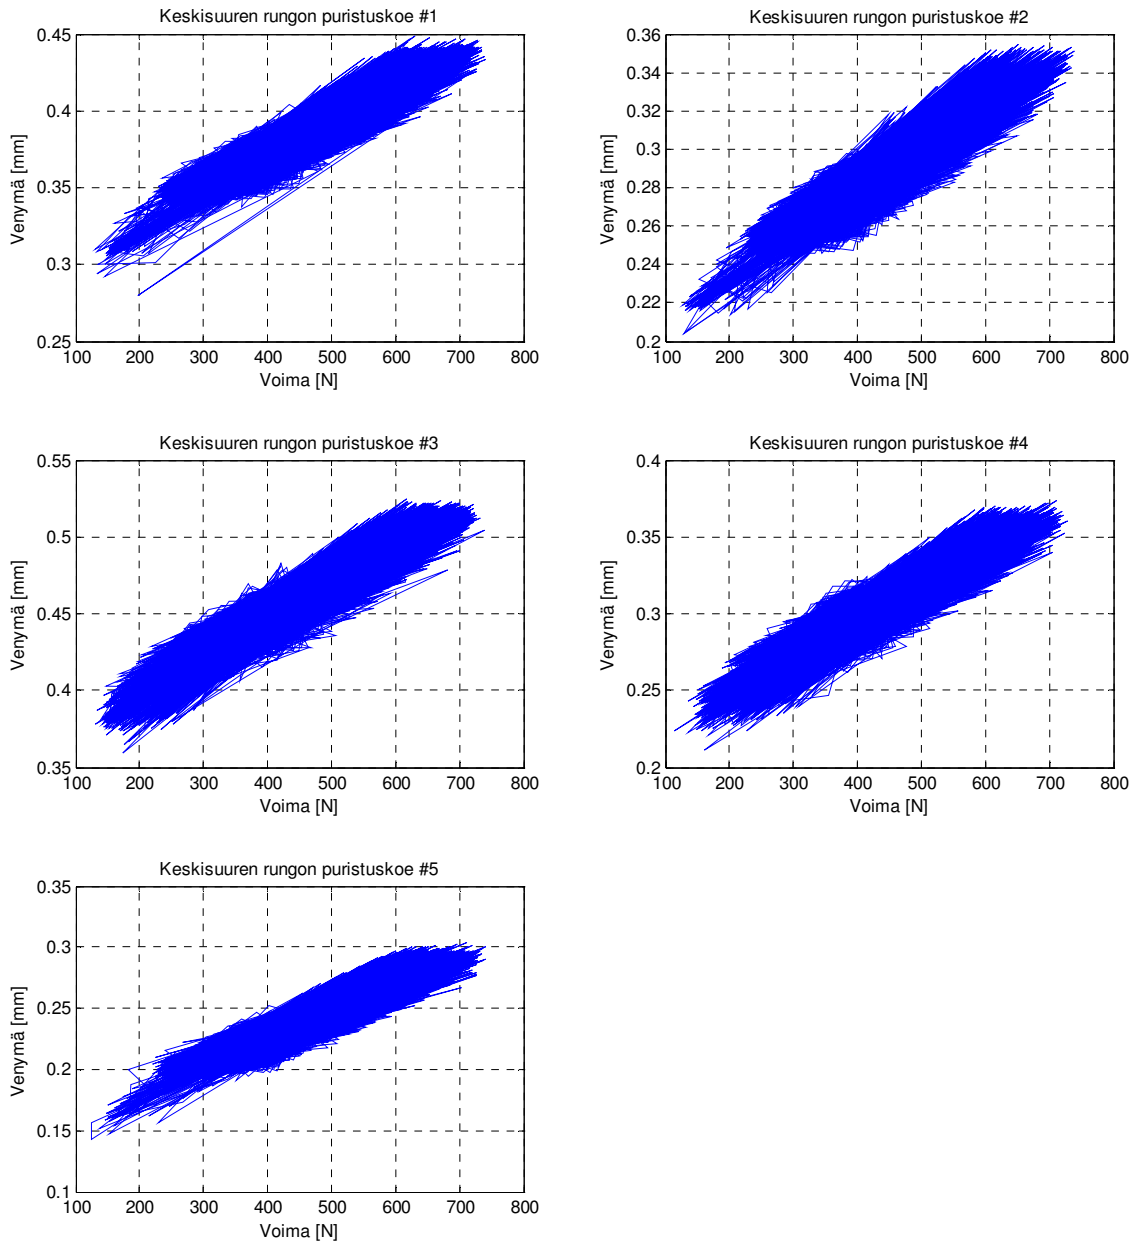 Keskisuuren rungon puristuskoe #1
0.45
0.4
0.35
0.3
0.25
Venymä [mm]
100 200 300 400 500 600 700 800
Voima [N]
Keskisuuren rungon puristuskoe #2
0.36
0.34
0.32
0.3
0.28
0.26
0.24
0.22
0.2
Venymä [mm]
100 200 300 400 500 600 700 800
Voima [N]
Keskisuuren rungon puristuskoe #3
0.55
0.5
0.45
0.4
0.35
Venymä [mm]
100 200 300 400 500 600 700 800
Voima [N]
Keskisuuren rungon puristuskoe #4
0.4
0.35
0.3
0.25
0.2
Venymä [mm]
100 200 300 400 500 600 700 800
Voima [N]
Keskisuuren rungon puristuskoe #5
0.35
0.3
0.25
0.2
0.15
0.1
Venymä [mm]
100 200 300 400 500 600 700 800
Voima [N]